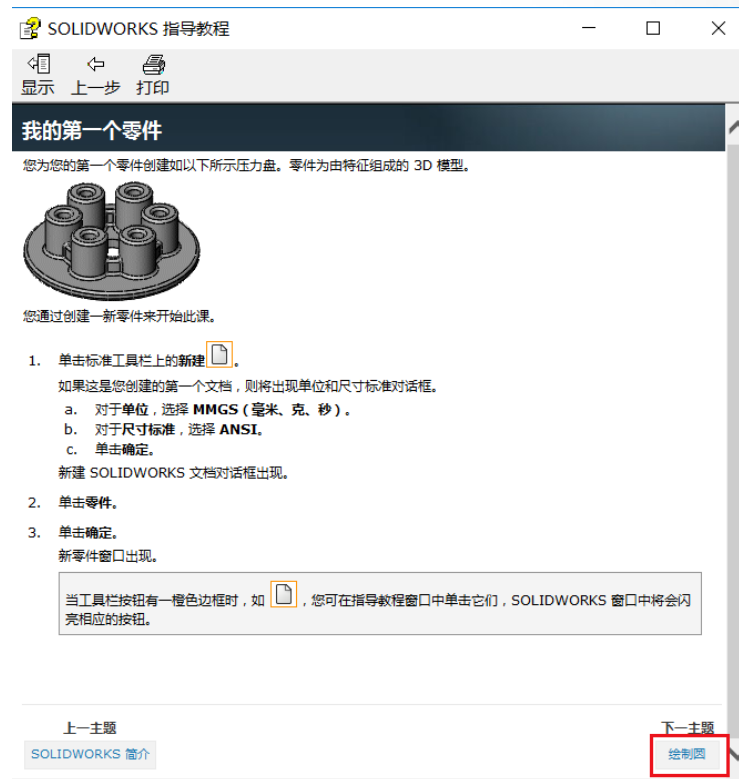 SOLIDWORKS 指导教程
显示 上一步 打印
我的第一个零件
您为您的第一个零件创建如以下所示压力盘。零件为由特征组成的 3D 模型。
您通过创建一新零件来开始此课。
1. 单击标准工具栏上的新建 。
如果这是您创建的第一个文档，则将出现单位和尺寸标准对话框。
a. 对于单位，选择 MMGS (毫米、克、秒)。
b. 对于尺寸标准，选择 ANSI。
c. 单击确定。
新建 SOLIDWORKS 文档对话框出现。
2. 单击零件。
3. 单击确定。
新零件窗口出现。
当工具栏按钮有一橙色边框时，如 ，您可在指导教程窗口中单击它们，SOLIDWORKS 窗口中将会闪
亮相应的按钮。
上一主题 下一主题
SOLIDWORKS 简介 绘制圆